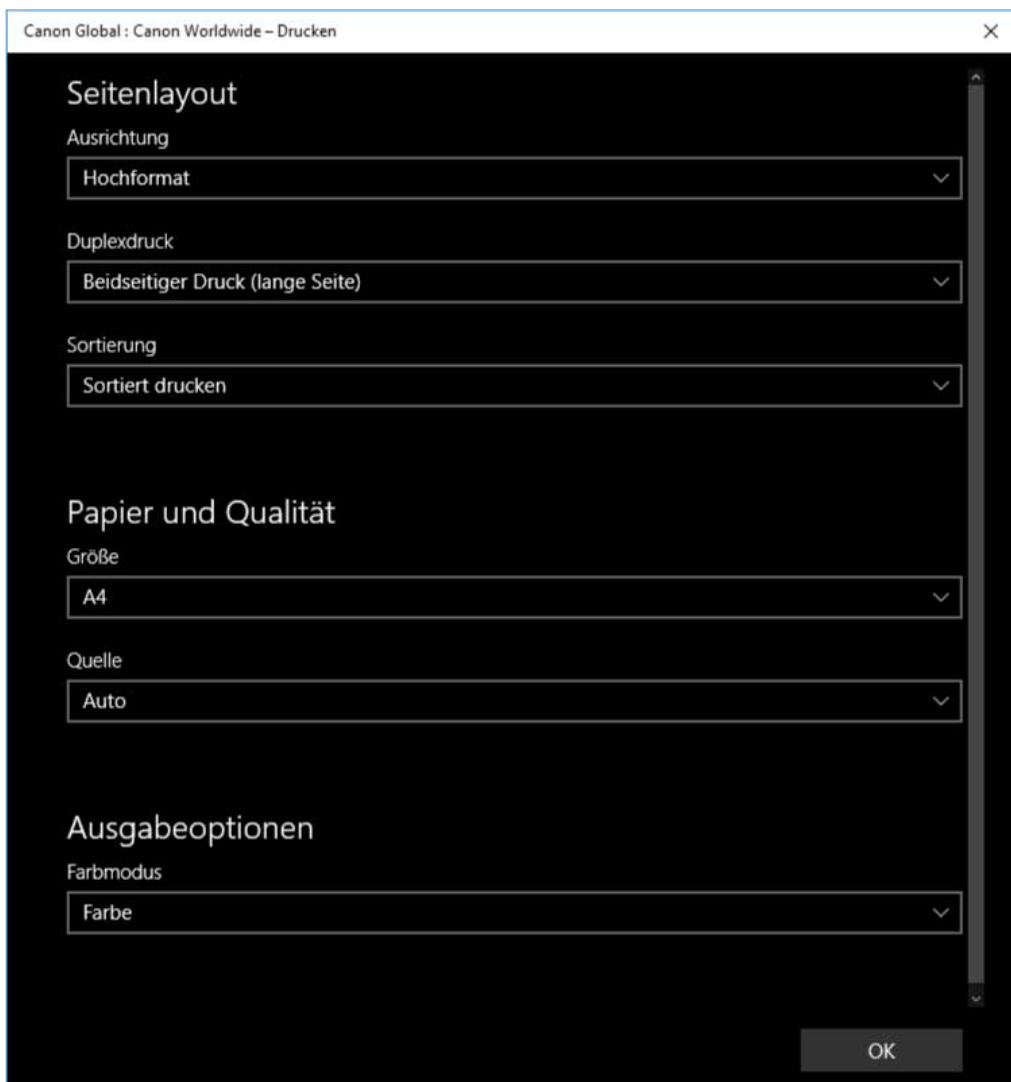 Canon Global : Canon Worldwide – Drucken
Seitenlayout
Ausrichtung
Hochformat
Duplexdruck
Beidseitiger Druck (lange Seite)
Sortierung
Sortiert drucken
Papier und Qualität
Größe
A4
Quelle
Auto
Ausgabeoptionen
Farbmodus
Farbe
OK